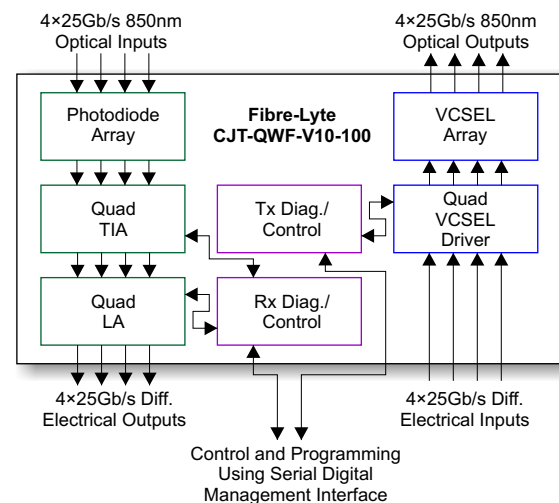 4×25Gb/s 850nm
Optical Inputs
4×25Gb/s 850nm
Optical Outputs
Photodiode
Array
Fibre-Lyte
CJT-QWF-V10-100
VCSEL
Array
Quad
TIA
Tx Diag./
Control
Quad
VCSEL
Driver
Quad
LA
Rx Diag./
Control
4×25Gb/s Diff.
Electrical Outputs
4×25Gb/s Diff.
Electrical Inputs
Control and Programming
Using Serial Digital
Management Interface